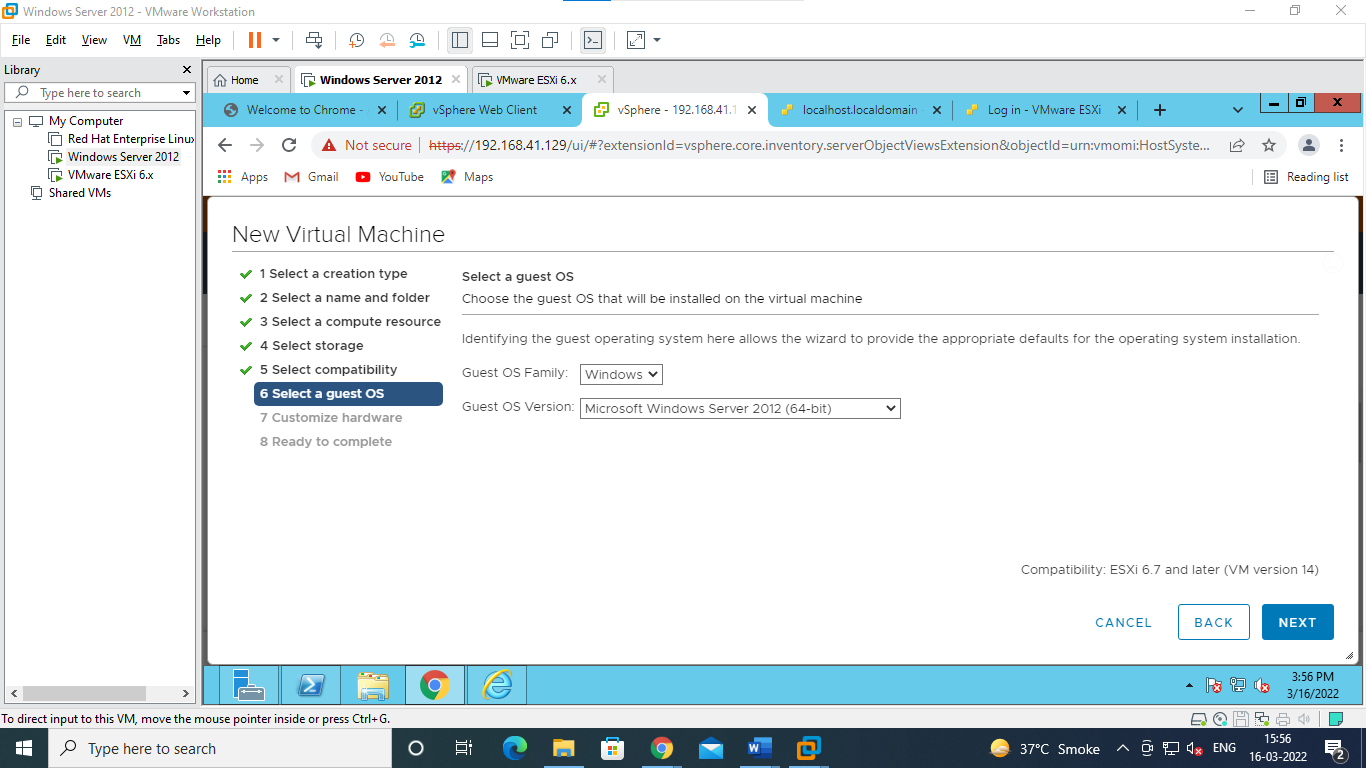 Windows Server 2012 - VMware Workstation
File Edit View VM Tabs Help
Library
Type here to search
My Computer
Red Hat Enterprise Linu
Windows Server 2012
VMware ESXi 6.x
Shared VMs
Home Windows Server 2012 VMware ESXi 6.x
Welcome to Chrome - vSphere Web Client vSphere - 192.168.41.1 localhost.localdomain Log in - VMware ESXi
Not secure https://192.168.41.129/ui/#?extensionId=vsphere.core.inventory.serverObjectViewsExtension&objectId=urn:vmomi:HostSyste...
Apps Gmail YouTube Maps Reading list
New Virtual Machine
1 Select a creation type
2 Select a name and folder
3 Select a compute resource
4 Select storage
5 Select compatibility
6 Select a guest OS
7 Customize hardware
8 Ready to complete
Select a guest OS
Choose the guest OS that will be installed on the virtual machine
Identifying the guest operating system here allows the wizard to provide the appropriate defaults for the operating system installation.
Guest OS Family: Windows
Guest OS Version: Microsoft Windows Server 2012 (64-bit)
Compatibility: ESXi 6.7 and later (VM version 14)
CANCEL BACK NEXT
3:56 PM
3/16/2022
To direct input to this VM, move the mouse pointer inside or press Ctrl+G.
Type here to search
37°C Smoke
ENG
15:56
16-03-2022
2